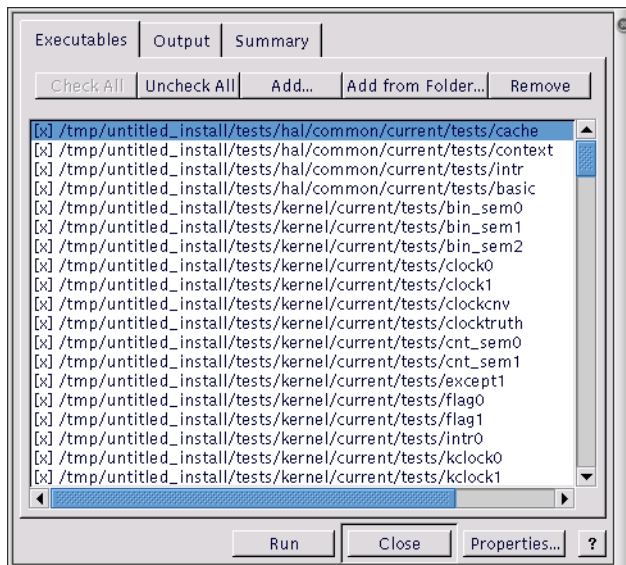 Executables Output Summary
Check All Uncheck All Add... Add from Folder... Remove
[x] /tmp/untitled_install/tests/hal/common/current/tests/cache
[x] /tmp/untitled_install/tests/hal/common/current/tests/context
[x] /tmp/untitled_install/tests/hal/common/current/tests/intr
[x] /tmp/untitled_install/tests/hal/common/current/tests/basic
[x] /tmp/untitled_install/tests/kernel/current/tests/bin_sem0
[x] /tmp/untitled_install/tests/kernel/current/tests/bin_sem1
[x] /tmp/untitled_install/tests/kernel/current/tests/bin_sem2
[x] /tmp/untitled_install/tests/kernel/current/tests/clock0
[x] /tmp/untitled_install/tests/kernel/current/tests/clock1
[x] /tmp/untitled_install/tests/kernel/current/tests/clockcnv
[x] /tmp/untitled_install/tests/kernel/current/tests/clocktruth
[x] /tmp/untitled_install/tests/kernel/current/tests/cnt_sem0
[x] /tmp/untitled_install/tests/kernel/current/tests/cnt_sem1
[x] /tmp/untitled_install/tests/kernel/current/tests/except1
[x] /tmp/untitled_install/tests/kernel/current/tests/flag0
[x] /tmp/untitled_install/tests/kernel/current/tests/flag1
[x] /tmp/untitled_install/tests/kernel/current/tests/intr0
[x] /tmp/untitled_install/tests/kernel/current/tests/kclock0
[x] /tmp/untitled_install/tests/kernel/current/tests/kclock1
Run Close Properties... ?